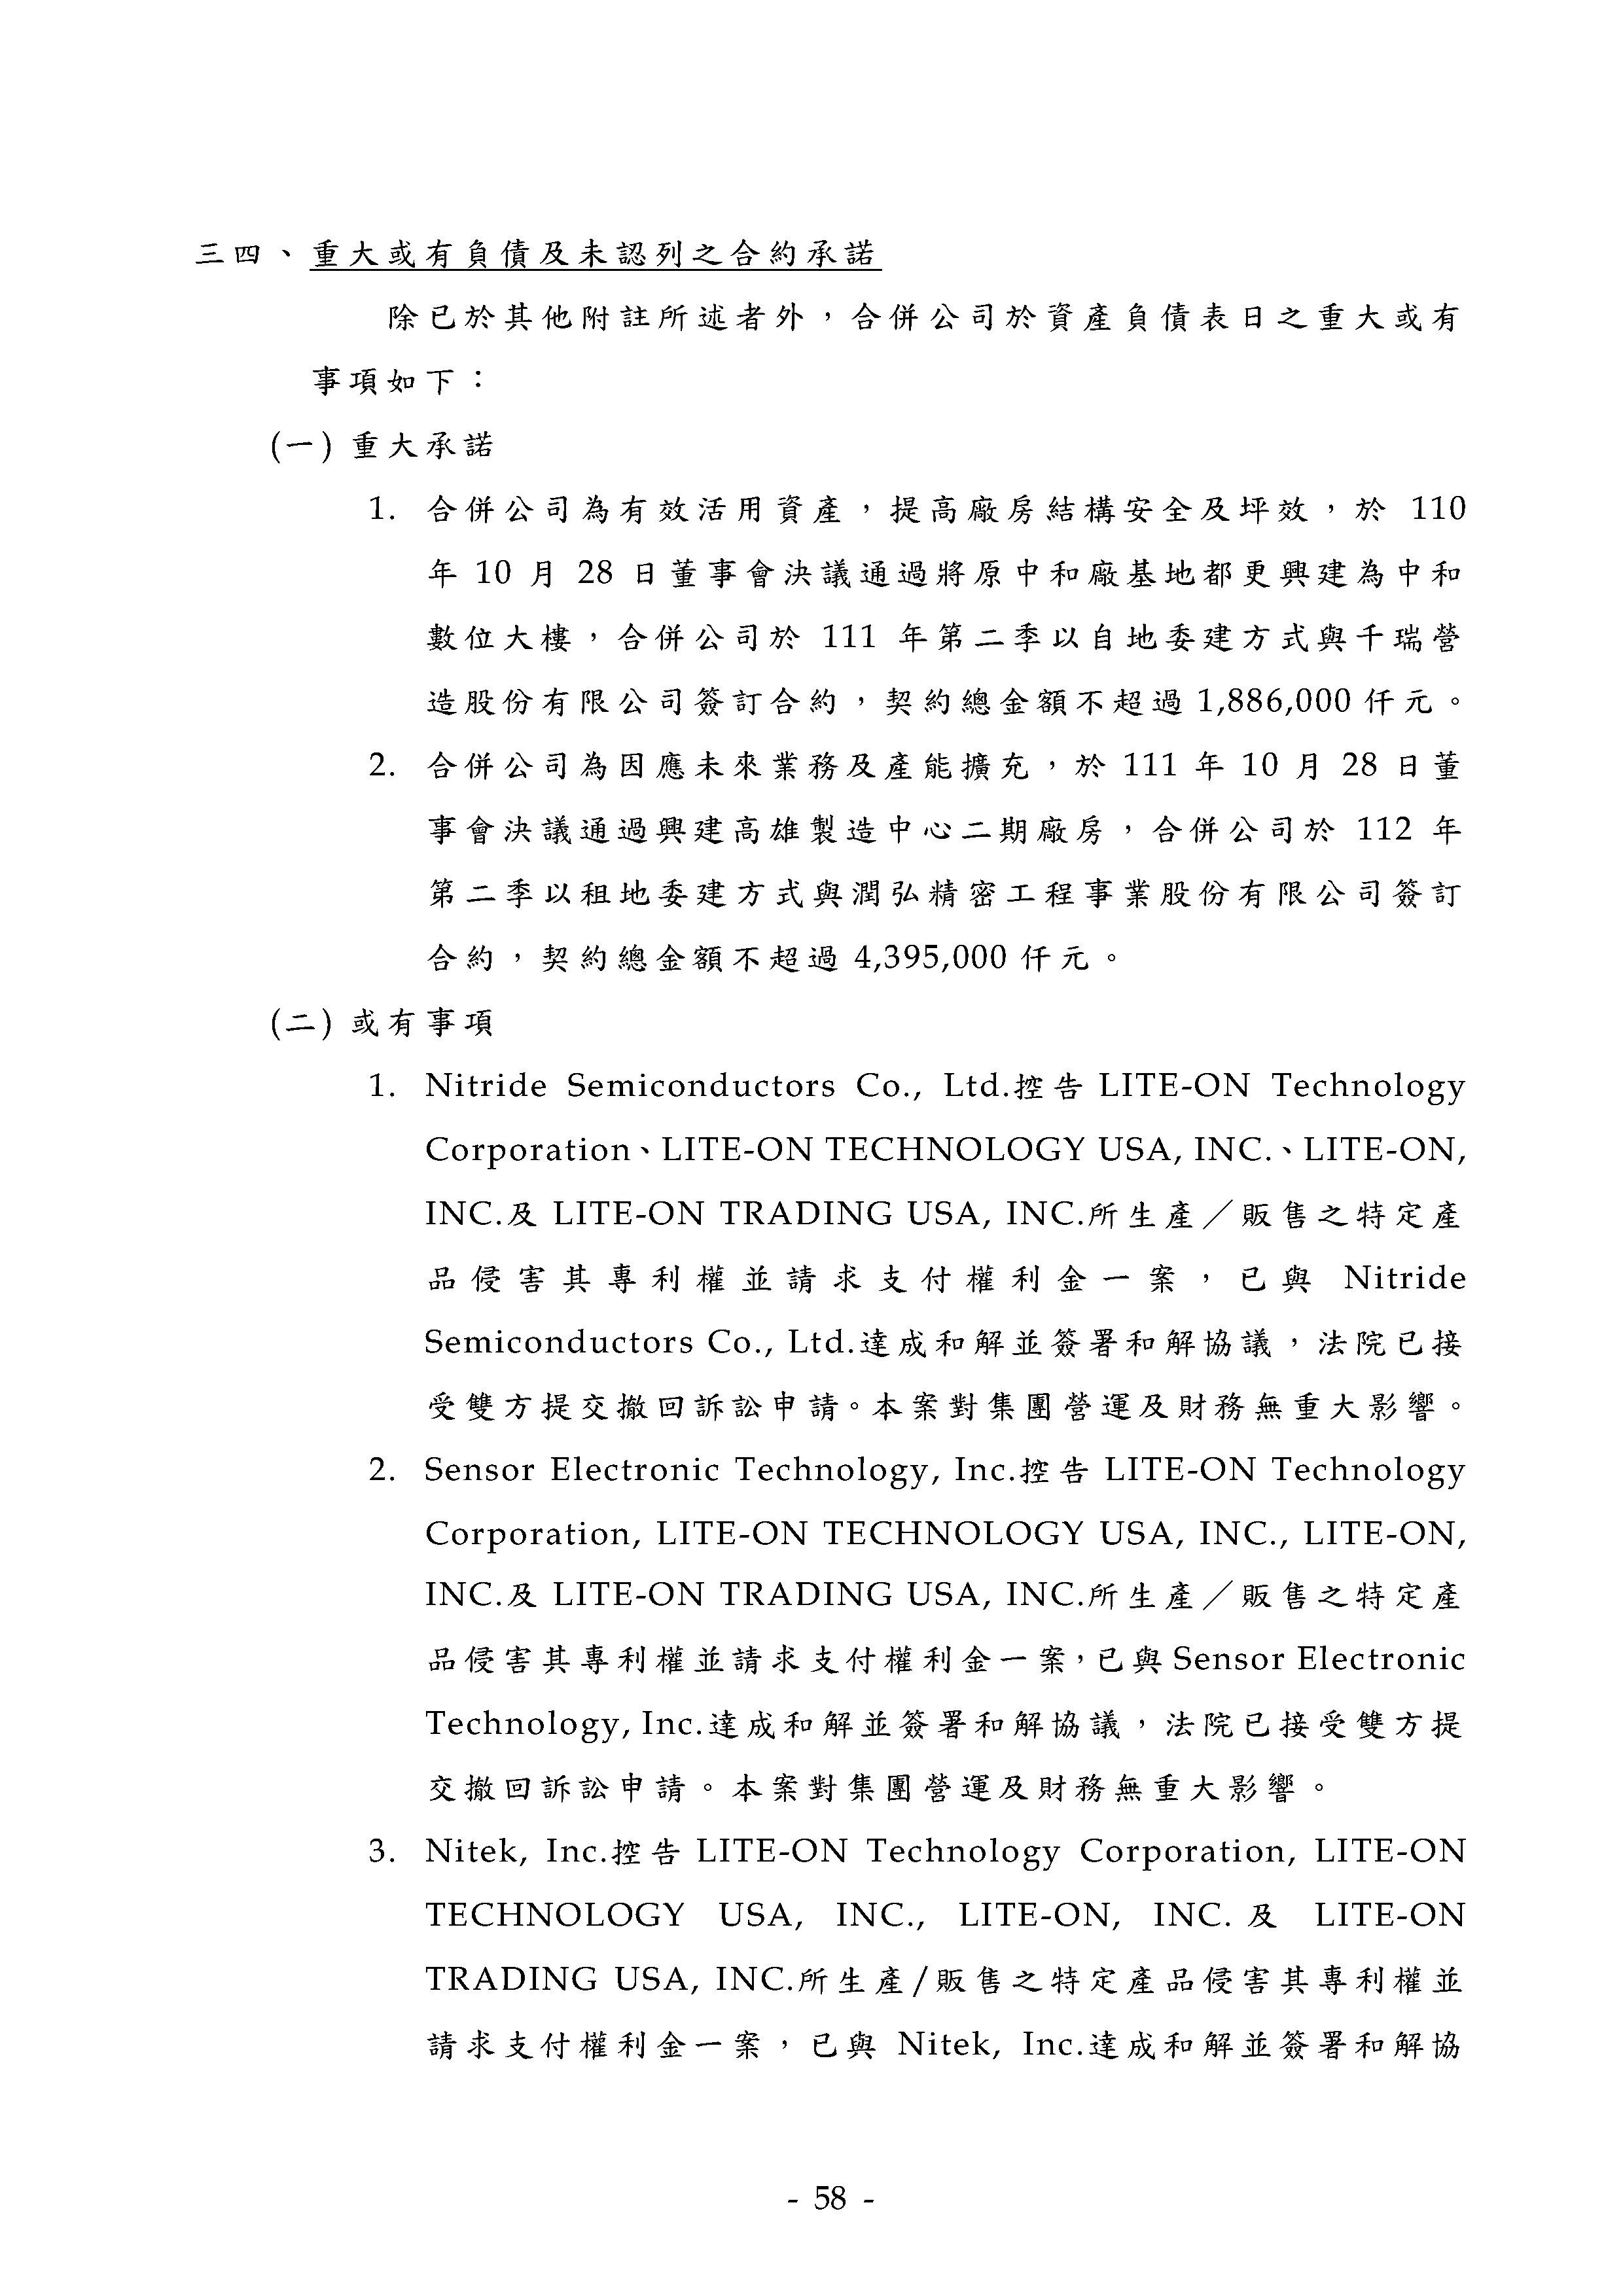 三四、重大或有負債及未認列之合約承諾
除已於其他附註所述者外，合併公司於資產負債表日之重大或有
事項如下：
(一) 重大承諾
1. 合併公司為有效活用資產，提高廠房結構安全及坪效，於 110
年 10 月 28 日董事會決議通過將原中和廠基地都更興建為中和
數位大樓，合併公司於 111 年第二季以自地委建方式與千瑞營
造股份有限公司簽訂合約，契約總金額不超過 1,886,000 仟元。
2. 合併公司為因應未來業務及產能擴充，於 111 年 10 月 28 日董
事會決議通過興建高雄製造中心二期廠房，合併公司於 112 年
第二季以租地委建方式與潤弘精密工程事業股份有限公司簽訂
合約，契約總金額不超過 4,395,000 仟元。
(二) 或有事項
1. Nitride Semiconductors Co., Ltd.控告 LITE-ON Technology
Corporation、LITE-ON TECHNOLOGY USA, INC.、LITE-ON,
INC.及 LITE-ON TRADING USA, INC.所生產／販售之特定產
品侵害其專利權並請求支付權利金一案，已與 Nitride
Semiconductors Co., Ltd.達成和解並簽署和解協議，法院已接
受雙方提交撤回訴訟申請。本案對集團營運及財務無重大影響。
2. Sensor Electronic Technology, Inc.控告 LITE-ON Technology
Corporation, LITE-ON TECHNOLOGY USA, INC., LITE-ON,
INC.及 LITE-ON TRADING USA, INC.所生產／販售之特定產
品侵害其專利權並請求支付權利金一案，已與 Sensor Electronic
Technology, Inc.達成和解並簽署和解協議，法院已接受雙方提
交撤回訴訟申請。本案對集團營運及財務無重大影響。
3. Nitek, Inc.控告 LITE-ON Technology Corporation, LITE-ON
TECHNOLOGY USA, INC., LITE-ON, INC. 及 LITE-ON
TRADING USA, INC.所生產/販售之特定產品侵害其專利權並
請求支付權利金一案，已與 Nitek, Inc.達成和解並簽署和解協
- 58 -